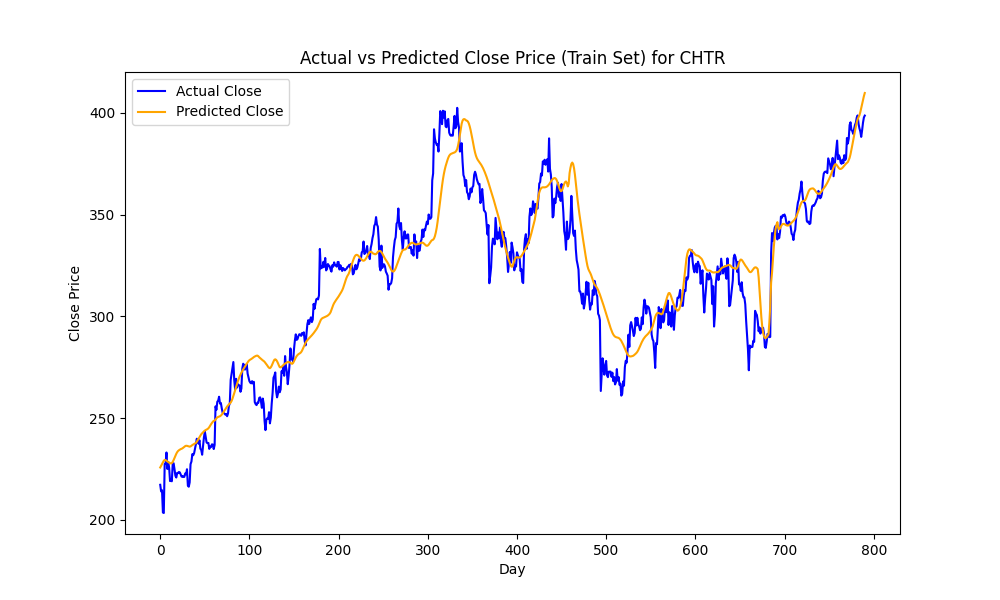 Actual vs Predicted Close Price (Train Set) for CHTR
Actual Close
Predicted Close
400
350
300
250
200
Close Price
0 100 200 300 400 500 600 700 800
Day